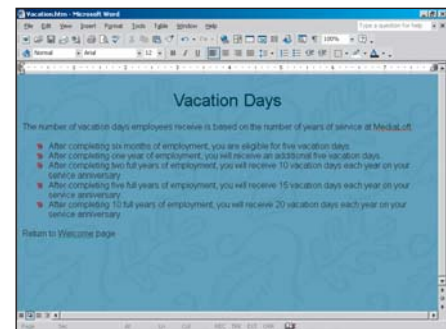 Vacation.htm - Microsoft Word
File Edit View Insert Format Tools Table Window Help
Type a question for help
100%
Normal Arial 12 B I U
Vacation Days
The number of vacation days employees receive is based on the number of years of service at MediaLoft.
After completing six months of employment, you are eligible for five vacation days.
After completing one year of employment, you will receive an additional five vacation days.
After completing two full years of employment, you will receive 10 vacation days each year on your
service anniversary
After completing five full years of employment, you will receive 15 vacation days each year on your
service anniversary
After completing 10 full years of employment, you will receive 20 vacation days each year on your
service anniversary
Return to Welcome page